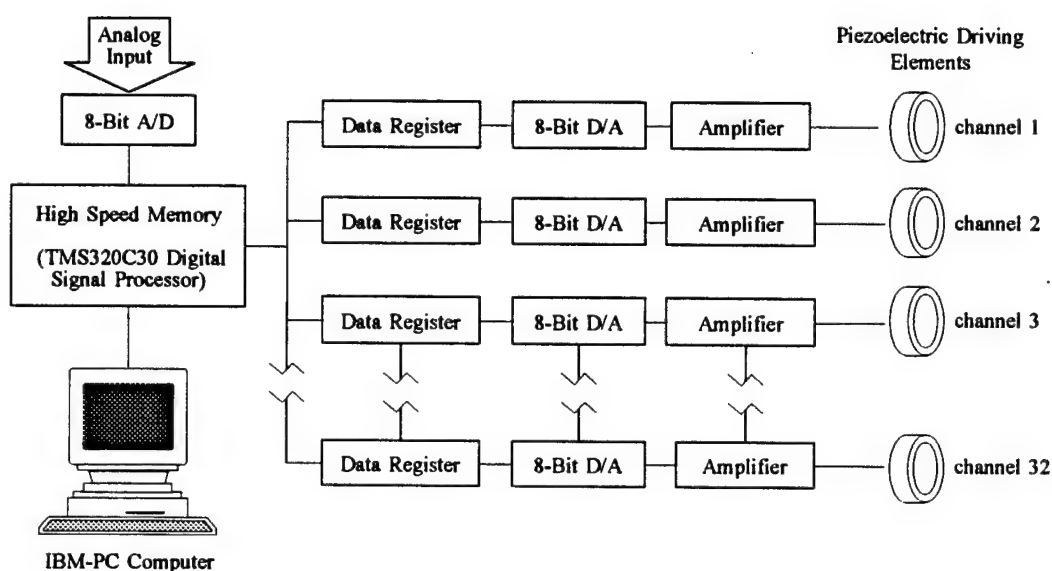 Analog
Input
8-Bit A/D
High Speed Memory
(TMS320C30 Digital
Signal Processor)
IBM-PC Computer
Piezoelectric Driving
Elements
Data Register
8-Bit D/A
Amplifier
channel 1
Data Register
8-Bit D/A
Amplifier
channel 2
Data Register
8-Bit D/A
Amplifier
channel 3
Data Register
8-Bit D/A
Amplifier
channel 32